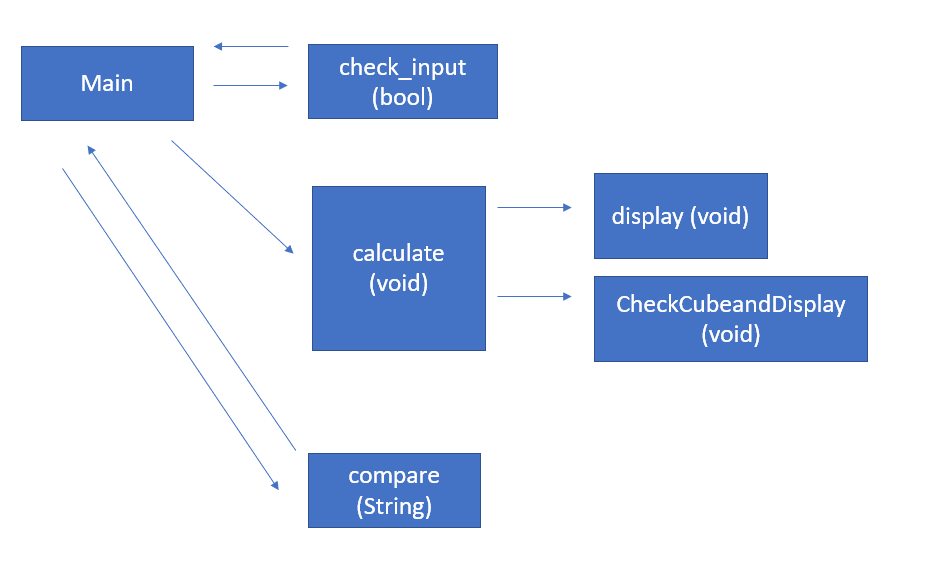 Main
check_input
(bool)
calculate
(void)
display (void)
CheckCubeandDisplay
(void)
compare
(String)